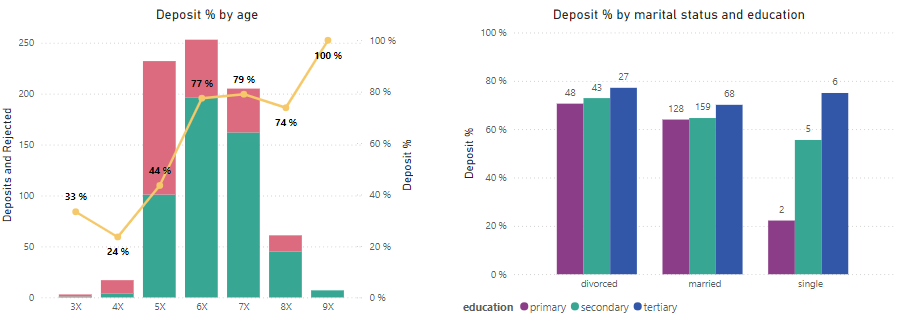 Deposit % by age
Deposits and Rejected
250
200
150
100
50
0
33 %
24 %
44 %
77 %
79 %
74 %
100 %
3X 4X 5X 6X 7X 8X 9X
100 %
80 %
60 %
40 %
20 %
0 %
Deposit %
Deposit % by marital status and education
Deposit %
100 %
80 %
60 %
40 %
20 %
0 %
48 43 27
128 159 68
2 5 6
divorced married single
education primary secondary tertiary